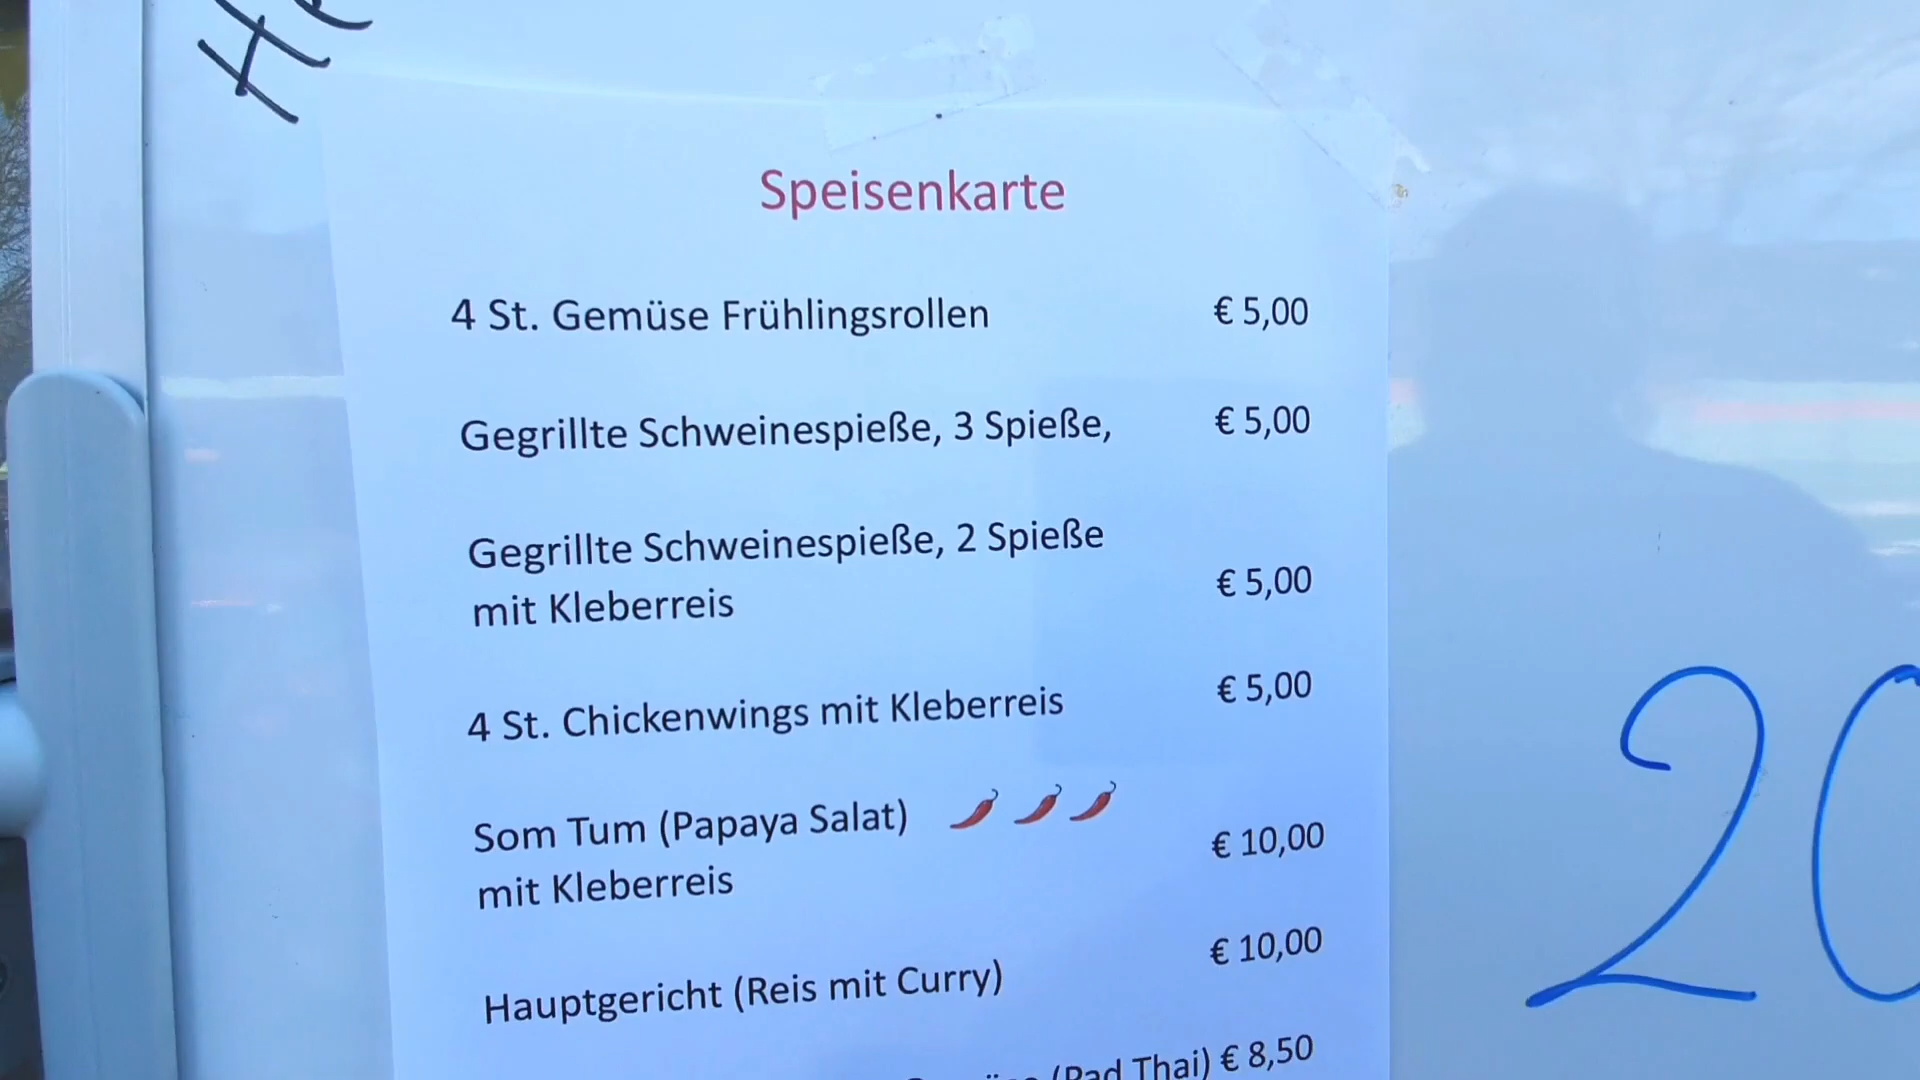 Speisenkarte
4 St. Gemüse Frühlingsrollen € 5,00
Gegrillte Schweinespieße, 3 Spieße, € 5,00
Gegrillte Schweinespieße, 2 Spieße
mit Kleberreis € 5,00
4 St. Chickenwings mit Kleberreis € 5,00
Som Tum (Papaya Salat)
mit Kleberreis € 10,00
Hauptgericht (Reis mit Curry) € 10,00
(Pad Thai) € 8,50
20